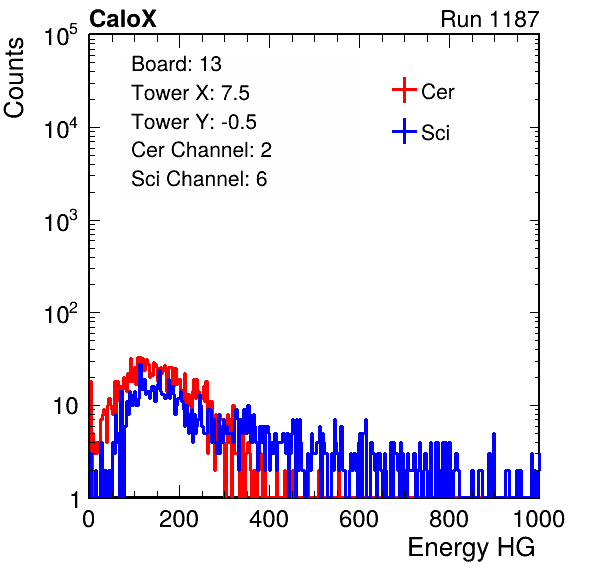 CaloX Run 1187
Counts
Board: 13
Tower X: 7.5
Tower Y: -0.5
Cer Channel: 2
Sci Channel: 6
Cer
Sci
10^5
10^4
10^3
10^2
10
1
0 200 400 600 800 1000
Energy HG